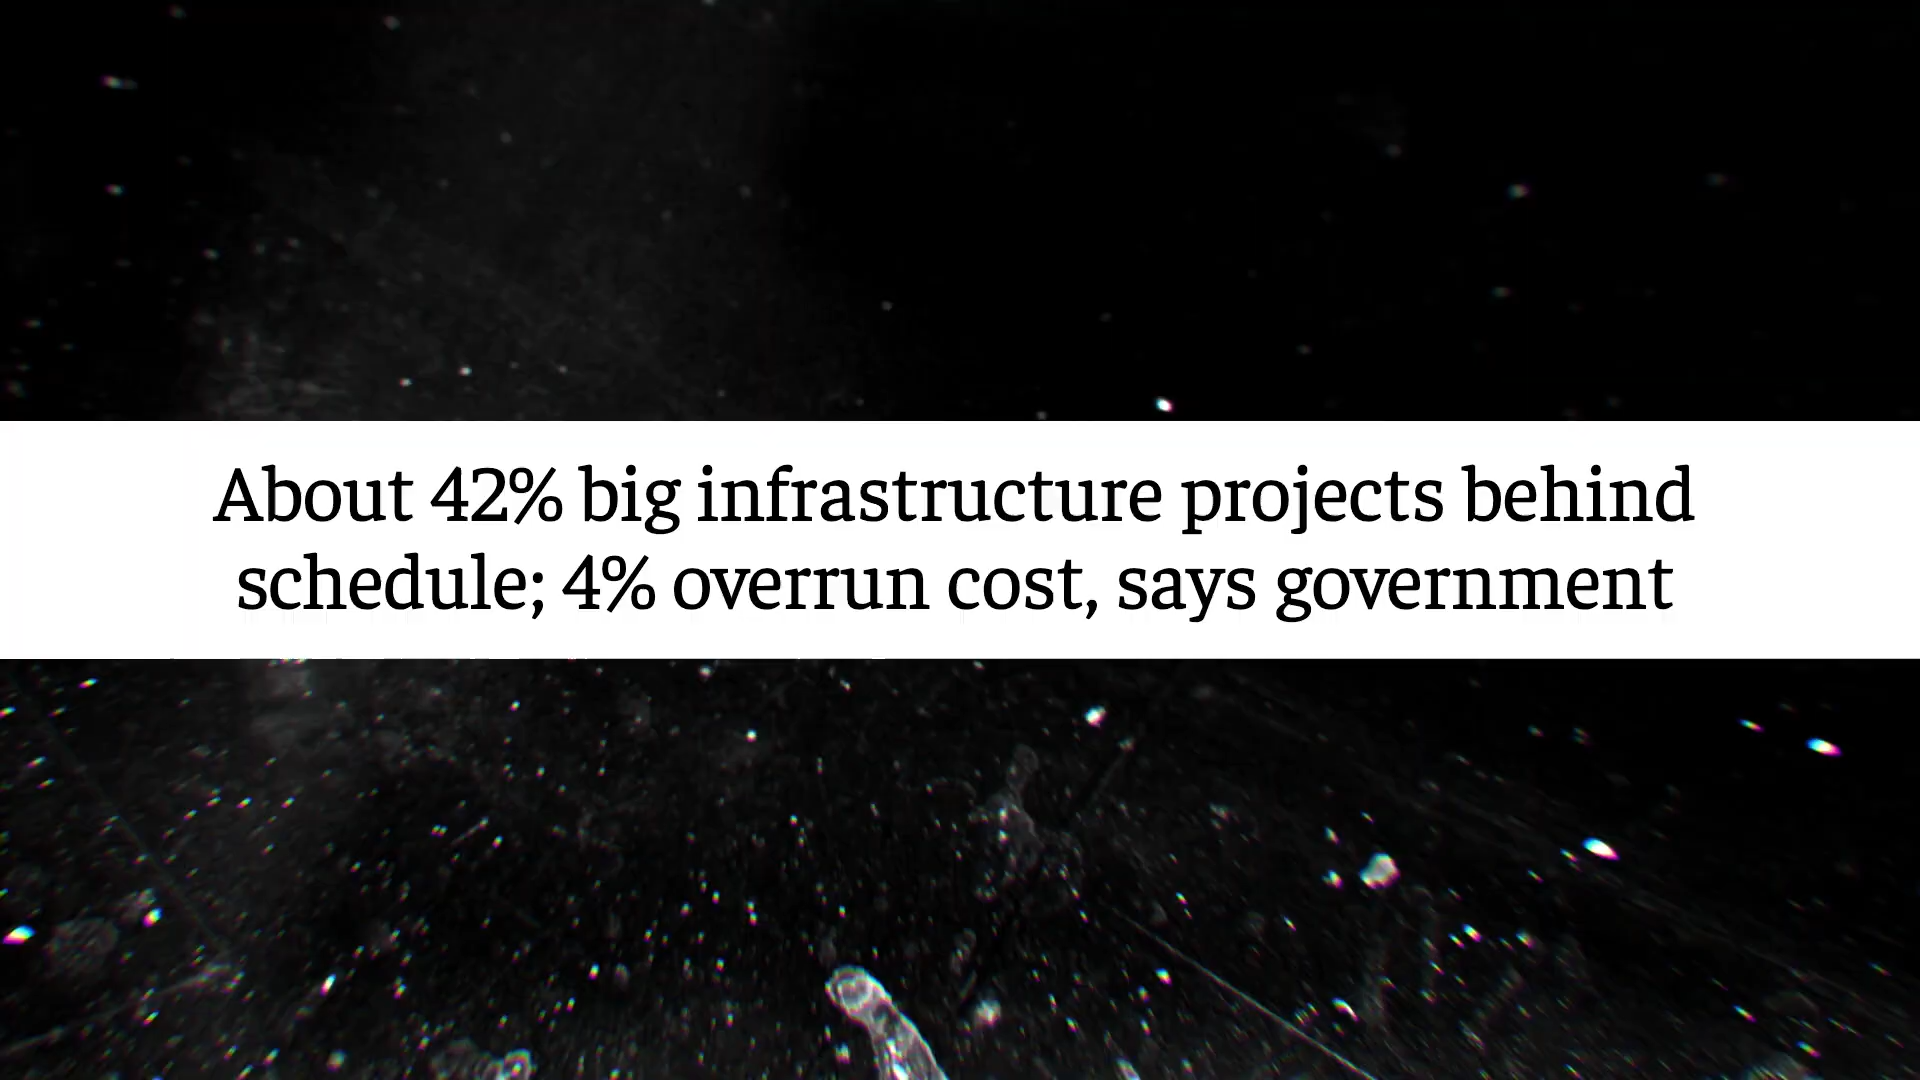 About 42% big infrastructure projects behind
schedule; 4% overrun cost, says government